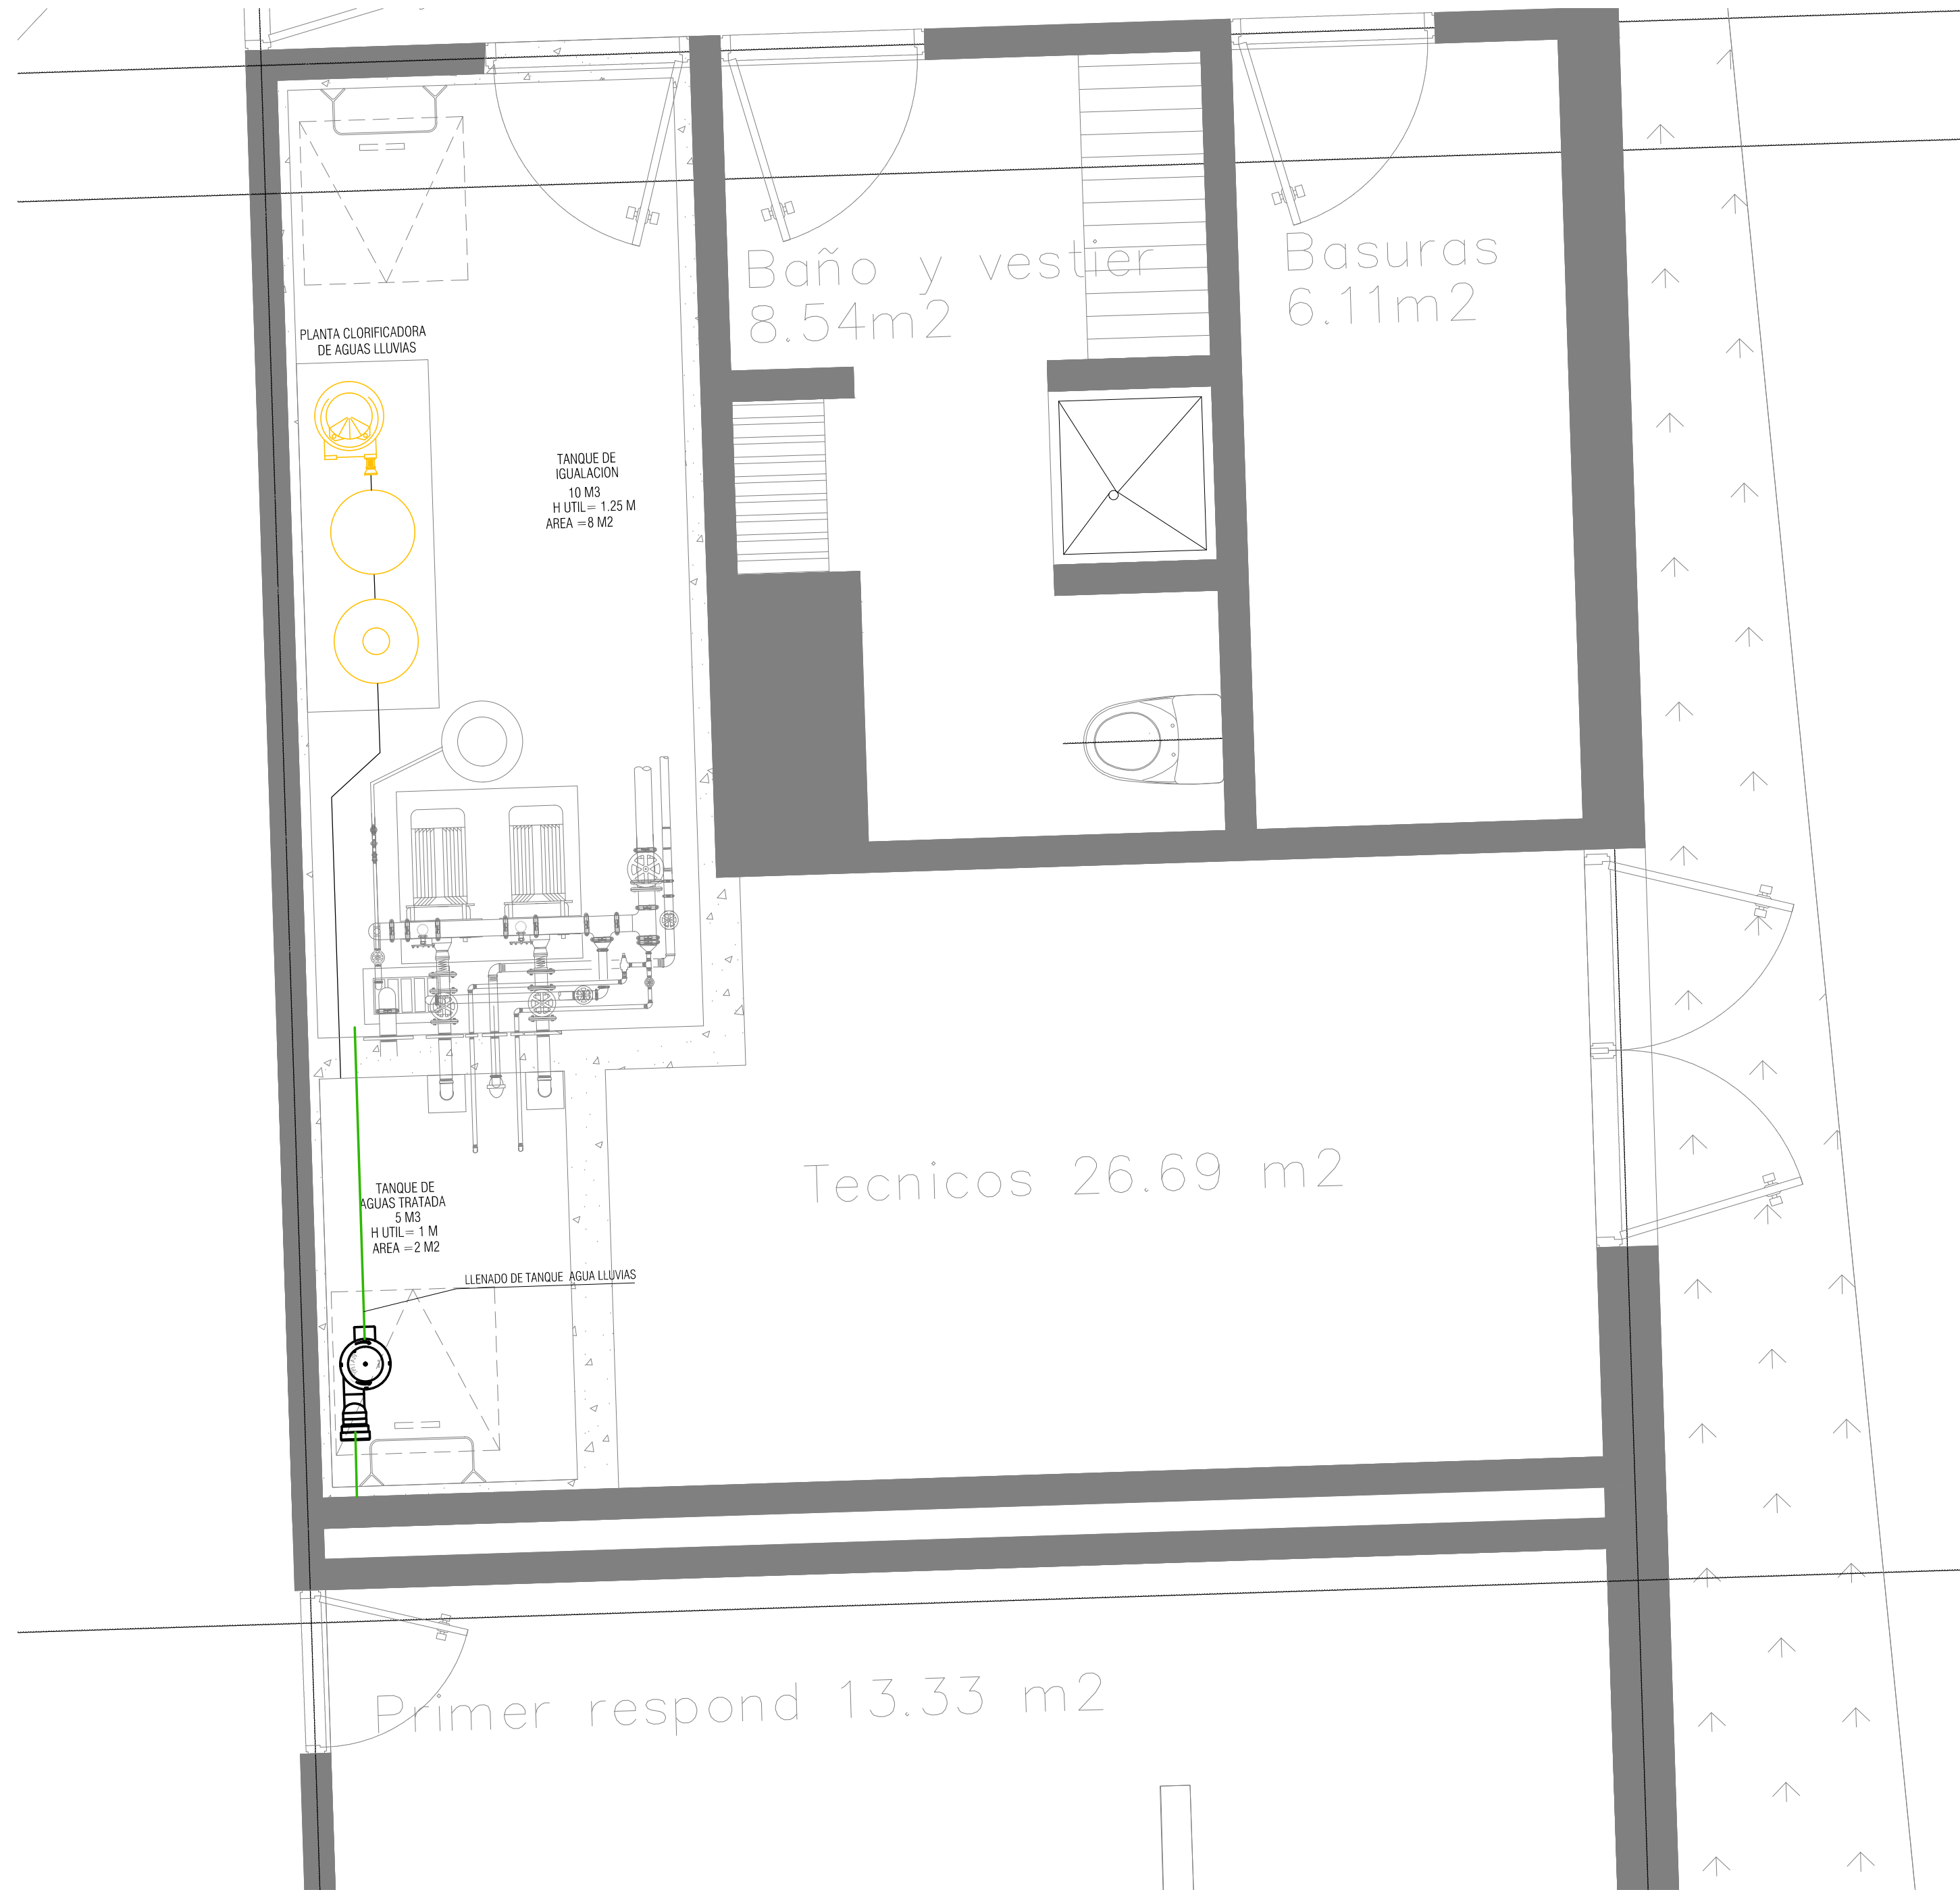 Baño y vestier
8.54m2
Basuras
6.11m2
PLANTA CLORIFICADORA
DE AGUAS LLUVIAS
TANQUE DE
IGUALACION
10 M3
H UTIL= 1.25 M
AREA =8 M2
Tecnicos 26.69 m2
TANQUE DE
AGUAS TRATADA
5 M3
H UTIL= 1 M
AREA =2 M2
LLENADO DE TANQUE AGUA LLUVIAS
Primer respond 13.33 m2